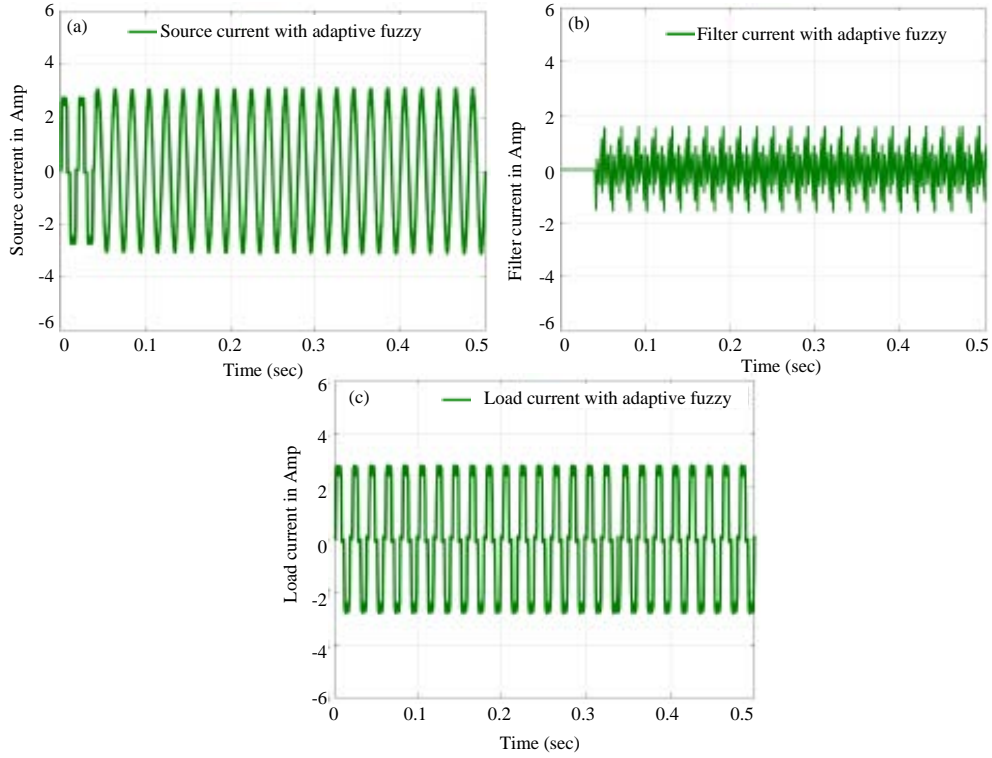 (a)
Source current with adaptive fuzzy
6
4
2
0
-2
-4
-6
Source current in Amp
0 0.1 0.2 0.3 0.4 0.5
Time (sec)
(b)
Filter current with adaptive fuzzy
6
4
2
0
-2
-4
-6
Filter current in Amp
0 0.1 0.2 0.3 0.4 0.5
Time (sec)
(c)
Load current with adaptive fuzzy
6
4
2
0
-2
-4
-6
Load current in Amp
0 0.1 0.2 0.3 0.4 0.5
Time (sec)